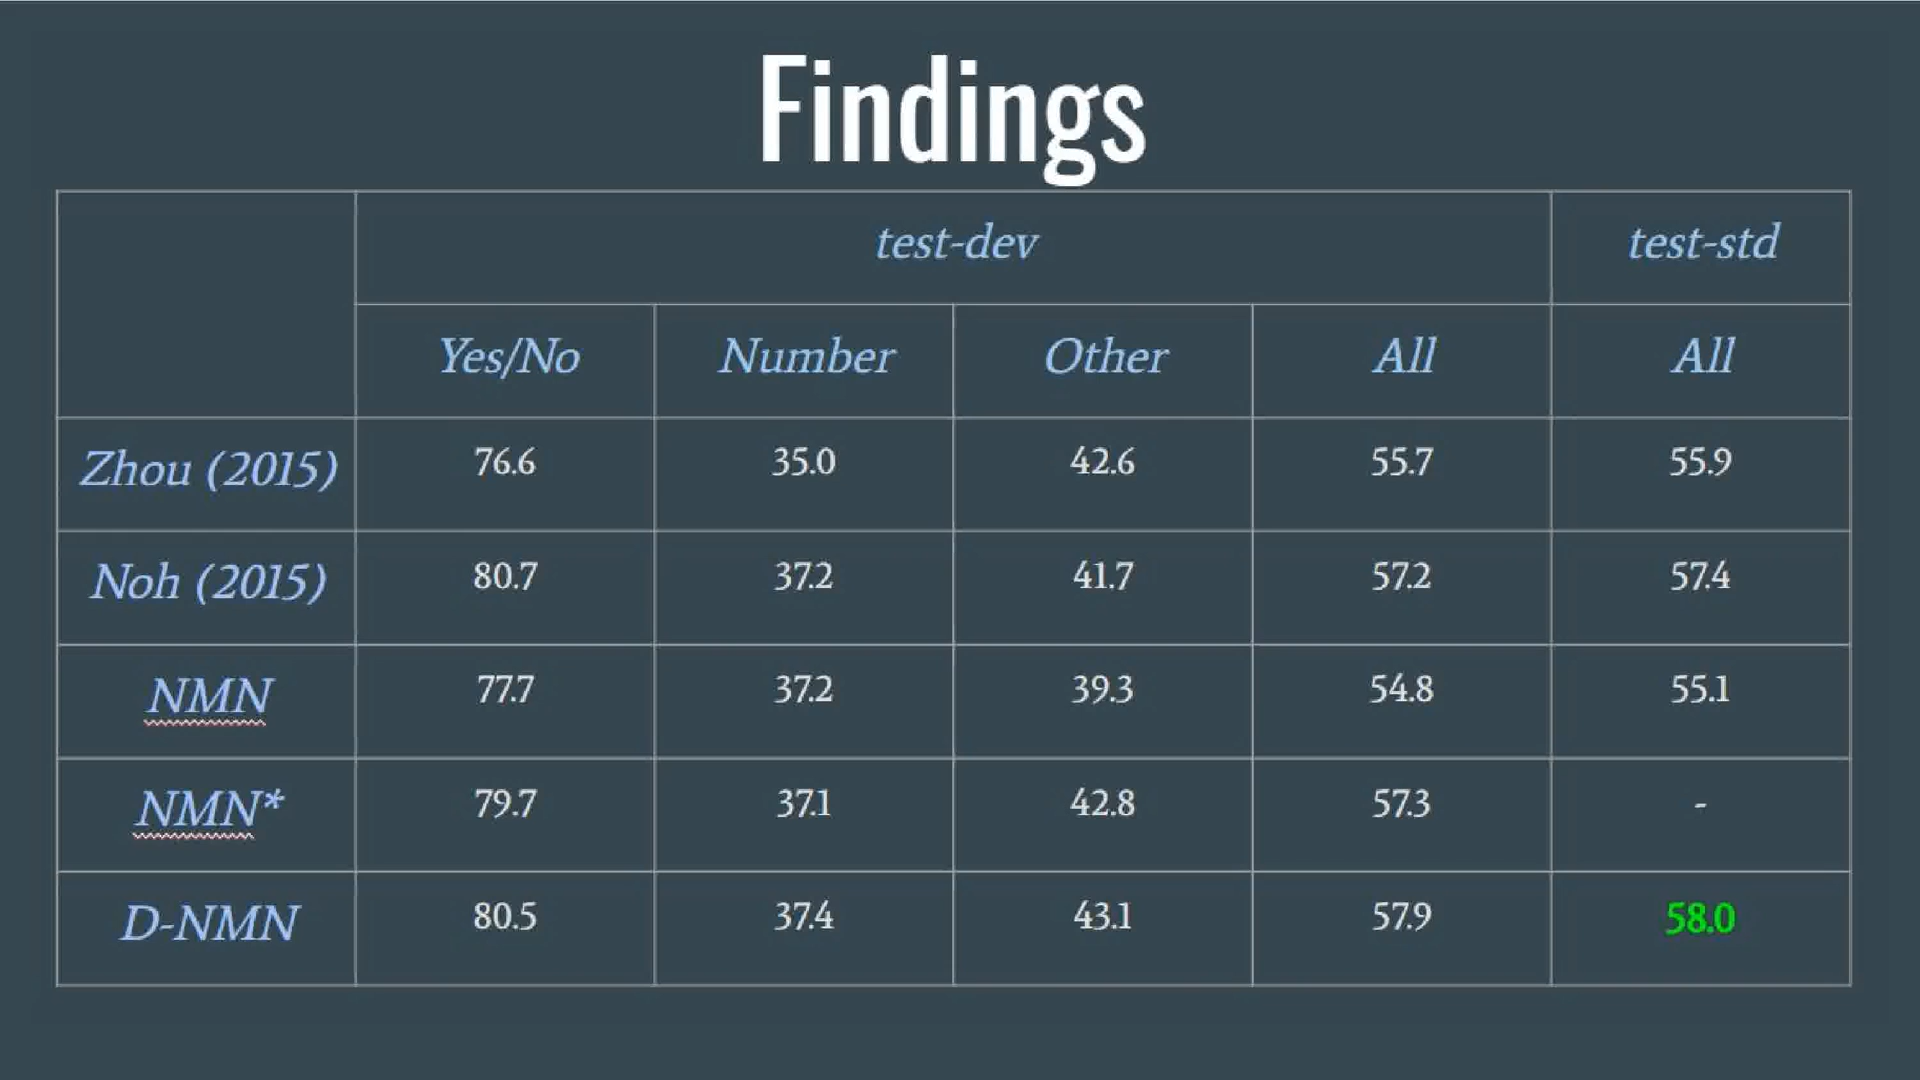 Findings
test-dev test-std
Yes/No Number Other All All
Zhou (2015) 76.6 35.0 42.6 55.7 55.9
Noh (2015) 80.7 37.2 41.7 57.2 57.4
NMN 77.7 37.2 39.3 54.8 55.1
NMN* 79.7 37.1 42.8 57.3 -
D-NMN 80.5 37.4 43.1 57.9 58.0